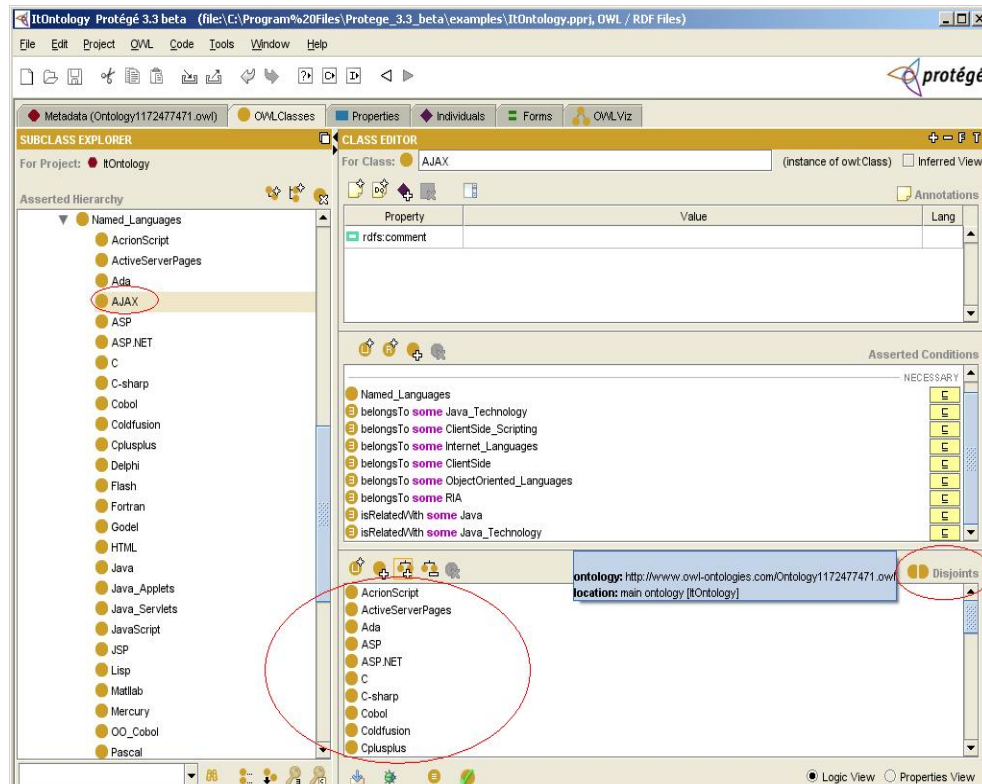 ItOntology Protégé 3.3 beta (file:\C:\Program%20Files\Protege_3.3_beta\examples\ItOntology.pprj, OWL / RDF Files)
File Edit Project OWL Code Tools Window Help
protégé
Metadata (Ontology1172477471.owl) OWLClasses Properties Individuals Forms OWLViz
SUBCLASS EXPLORER
For Project: ItOntology
Asserted Hierarchy
Named_Languages
AcrionScript
ActiveServerPages
Ada
AJAX
ASP
ASP.NET
C
C-sharp
Cobol
Coldfusion
Cplusplus
Delphi
Flash
Fortran
Godel
HTML
Java
Java_Applets
Java_Servlets
JavaScript
JSP
Lisp
Matllab
Mercury
OO_Cobol
Pascal
CLASS EDITOR
For Class: AJAX (instance of owl:Class) Inferred View
Annotations
Property Value Lang
rdfs:comment
Asserted Conditions
NECESSARY
Named_Languages
belongsTo some Java_Technology
belongsTo some ClientSide_Scripting
belongsTo some Internet_Languages
belongsTo some ClientSide
belongsTo some ObjectOriented_Languages
belongsTo some RIA
isRelatedWith some Java
isRelatedWith some Java_Technology
ontology: http://www.owl-ontologies.com/Ontology1172477471.owl
location: main ontology [ItOntology]
Disjoints
AcrionScript
ActiveServerPages
Ada
ASP
ASP.NET
C
C-sharp
Cobol
Coldfusion
Cplusplus
Logic View Properties View